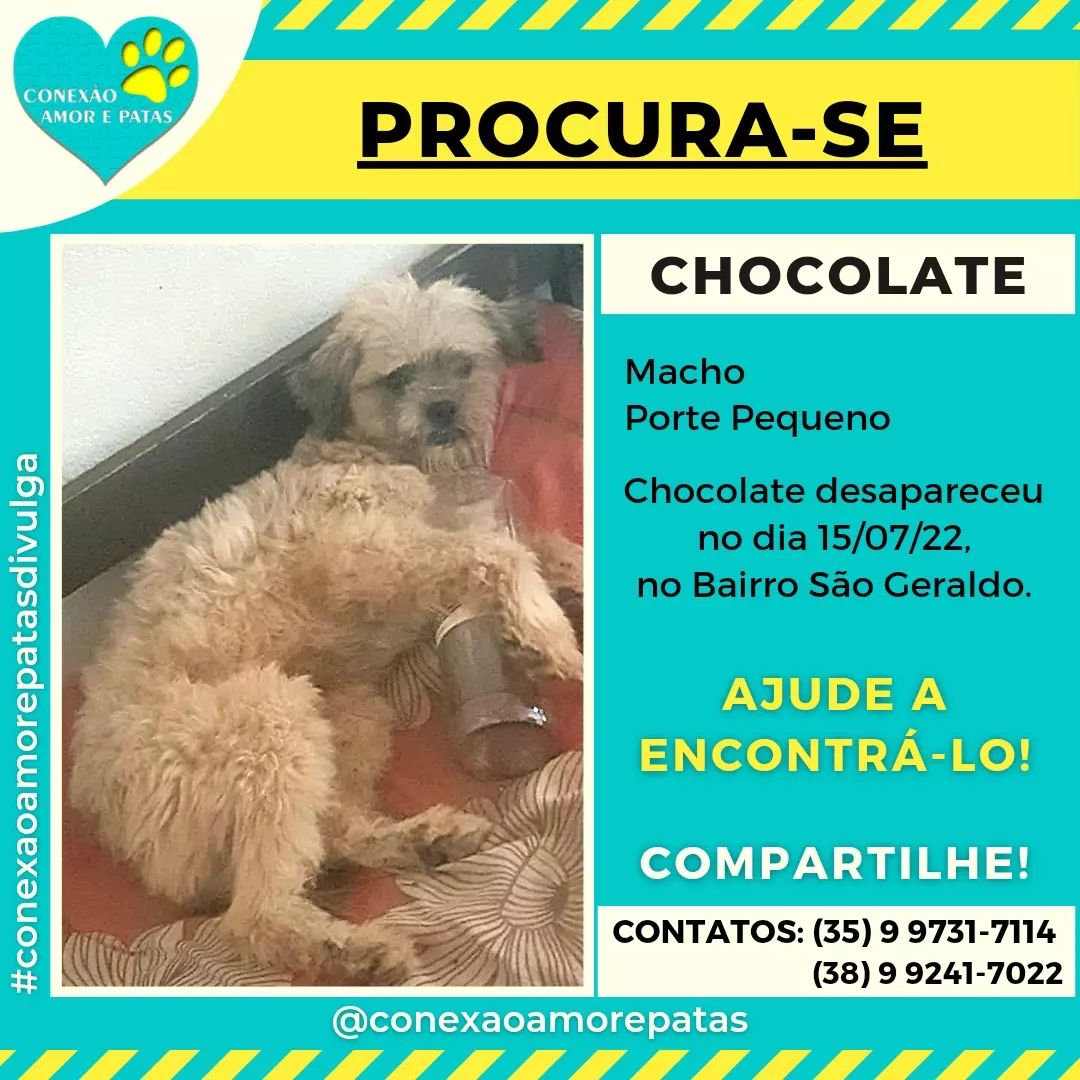 CONEXÃO
AMOR E PATAS
PROCURA-SE
CHOCOLATE
Macho
Porte Pequeno
Chocolate desapareceu
no dia 15/07/22,
no Bairro São Geraldo.
AJUDE A
ENCONTRÁ-LO!
COMPARTILHE!
CONTATOS: (35) 9 9731-7114
(38) 9 9241-7022
#conexaoamorepatasdivulga
@conexaoamorepatas